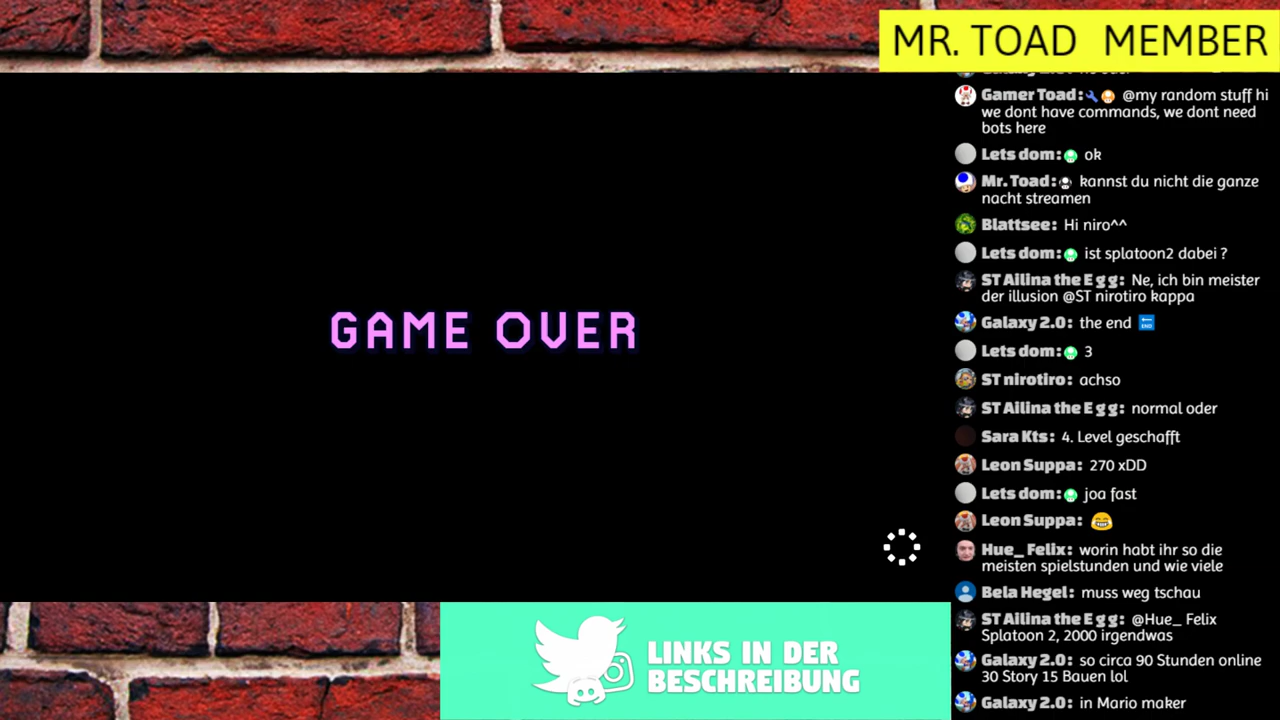 MR. TOAD MEMBER
Gamer Toad: @my random stuff hi
we dont have commands, we dont need
bots here
Lets dom: ok
Mr. Toad: kannst du nicht die ganze
nacht streamen
Blattsee: Hi niro^^
Lets dom: ist splatoon2 dabei ?
ST Ailina the E g g: Ne, ich bin meister
der illusion @ST nirotiro kappa
Galaxy 2.0: the end 🔚
Lets dom: 3
ST nirotiro: achso
ST Ailina the E g g: normal oder
Sara Kts: 4. Level geschafft
Leon Suppa: 270 xDD
Lets dom: joa fast
Leon Suppa: 😂
Hue_ Felix: worin habt ihr so die
meisten spielstunden und wie viele
Bela Hegel: muss weg tschau
ST Ailina the E g g: @Hue_ Felix
Splatoon 2, 2000 irgendwas
Galaxy 2.0: so circa 90 Stunden online
30 Story 15 Bauen lol
Galaxy 2.0: in Mario maker
GAME OVER
LINKS IN DER
BESCHREIBUNG